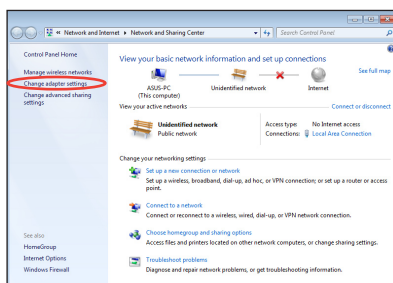 « Network and Internet ▸ Network and Sharing Center
Search Control Panel
Control Panel Home
Manage wireless networks
Change adapter settings
Change advanced sharing
settings
View your basic network information and set up connections
See full map
ASUS-PC
(This computer)
Unidentified network
Internet
View your active networks
Connect or disconnect
Unidentified network
Public network
Access type: No Internet access
Connections: Local Area Connection
Change your networking settings
Set up a new connection or network
Set up a wireless, broadband, dial-up, ad hoc, or VPN connection; or set up a router or access
point.
Connect to a network
Connect or reconnect to a wireless, wired, dial-up, or VPN network connection.
Choose homegroup and sharing options
Access files and printers located on other network computers, or change sharing settings.
Troubleshoot problems
Diagnose and repair network problems, or get troubleshooting information.
See also
HomeGroup
Internet Options
Windows Firewall